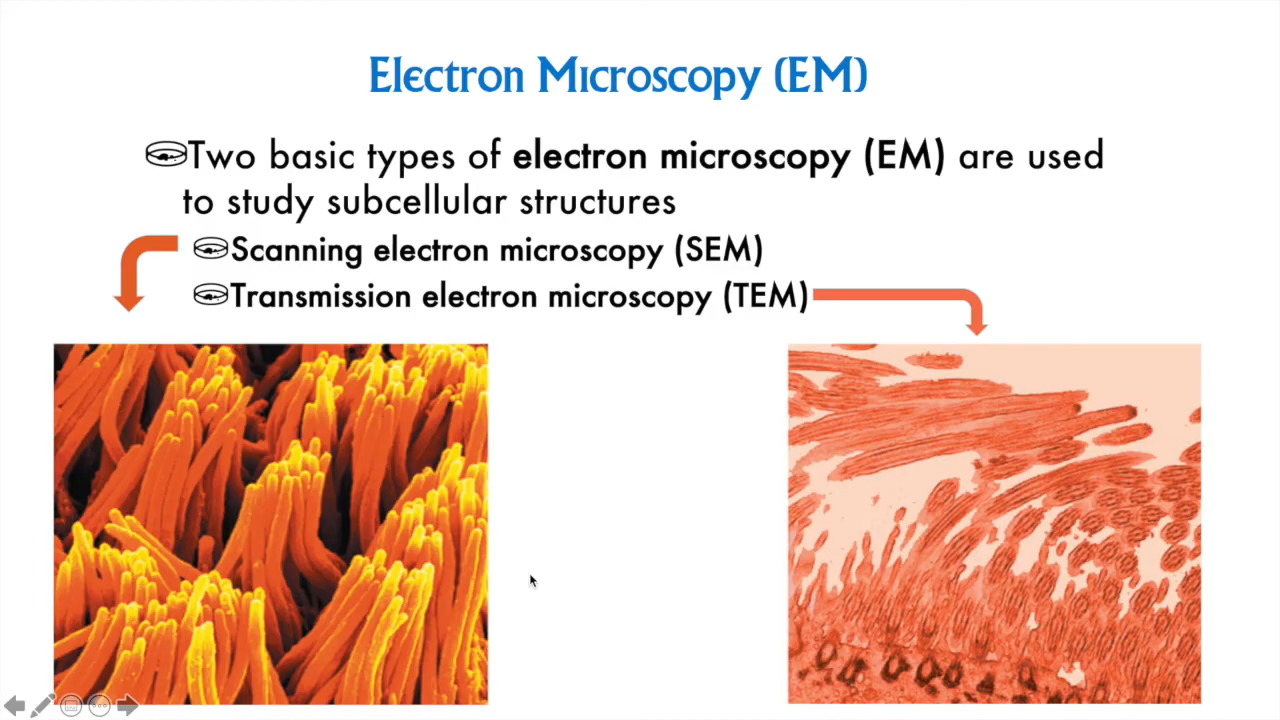 Electron Microscopy (EM)
Two basic types of electron microscopy (EM) are used
to study subcellular structures
Scanning electron microscopy (SEM)
Transmission electron microscopy (TEM)